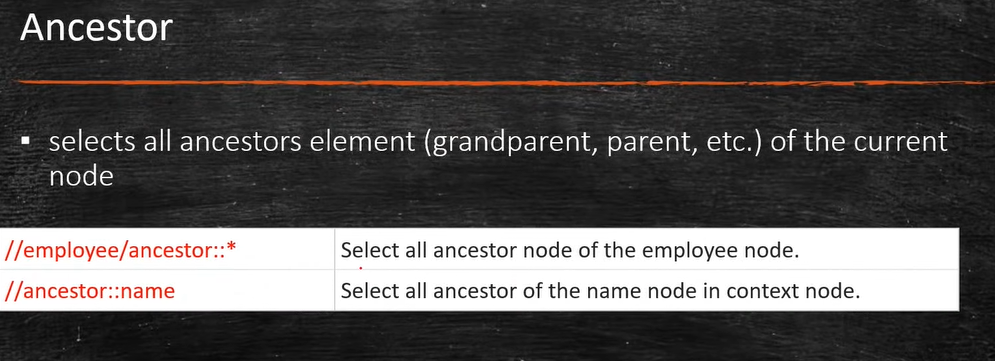 Ancestor
▪ selects all ancestors element (grandparent, parent, etc.) of the current
node
//employee/ancestor::* Select all ancestor node of the employee node.
//ancestor::name Select all ancestor of the name node in context node.